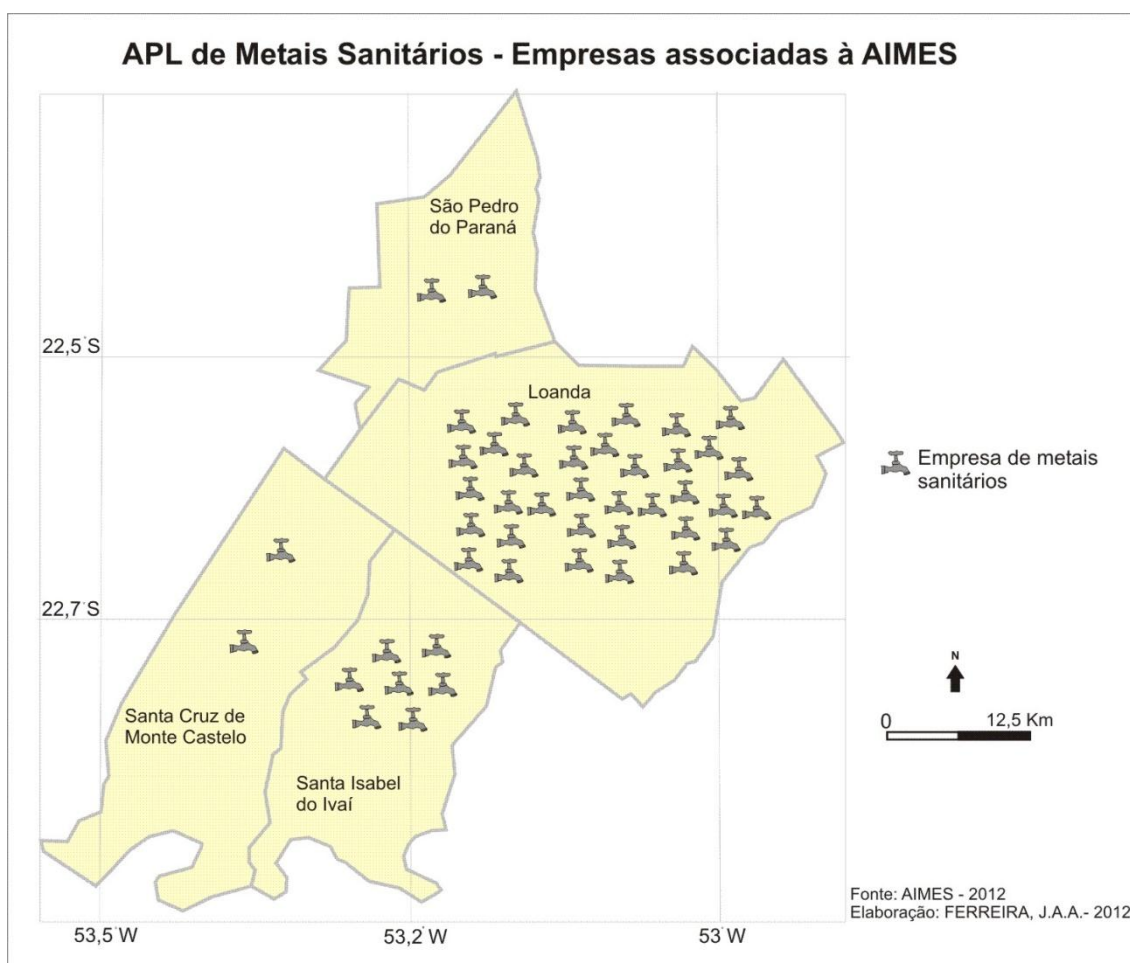 APL de Metais Sanitários - Empresas associadas à AIMES
São Pedro
do Paraná
22,5°S
Loanda
Empresa de metais
sanitários
22,7°S
N
0 12,5 Km
Santa Cruz de
Monte Castelo
Santa Isabel
do Ivaí
Fonte: AIMES - 2012
Elaboração: FERREIRA, J.A.A.- 2012
53,5°W 53,2°W 53°W